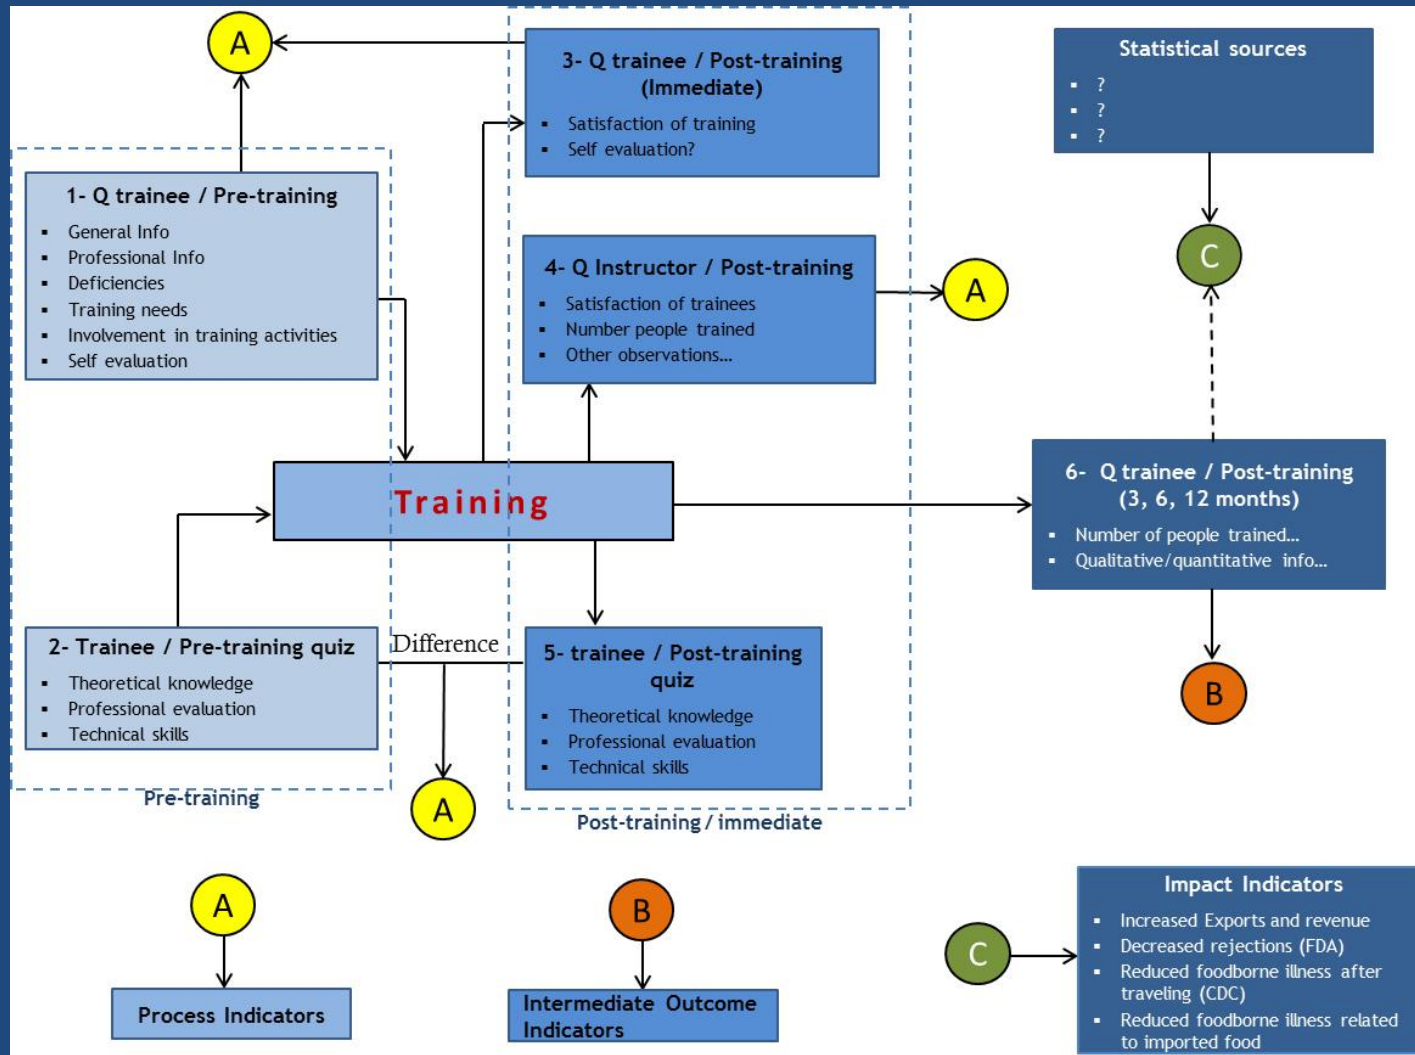 A
3- Q trainee / Post-training
(Immediate)
▪ Satisfaction of training
▪ Self evaluation?
Statistical sources
▪ ?
▪ ?
▪ ?
1- Q trainee / Pre-training
▪ General Info
▪ Professional Info
▪ Deficiencies
▪ Training needs
▪ Involvement in training activities
▪ Self evaluation
4- Q Instructor / Post-training
▪ Satisfaction of trainees
▪ Number people trained
▪ Other observations…
A
C
Training
6- Q trainee / Post-training
(3, 6, 12 months)
▪ Number of people trained…
▪ Qualitative/quantitative info…
2- Trainee / Pre-training quiz
▪ Theoretical knowledge
▪ Professional evaluation
▪ Technical skills
Difference
5- trainee / Post-training
quiz
▪ Theoretical knowledge
▪ Professional evaluation
▪ Technical skills
B
Pre-training
A
Post-training / immediate
A
Process Indicators
B
Intermediate Outcome
Indicators
C
Impact Indicators
▪ Increased Exports and revenue
▪ Decreased rejections (FDA)
▪ Reduced foodborne illness after
traveling (CDC)
▪ Reduced foodborne illness related
to imported food